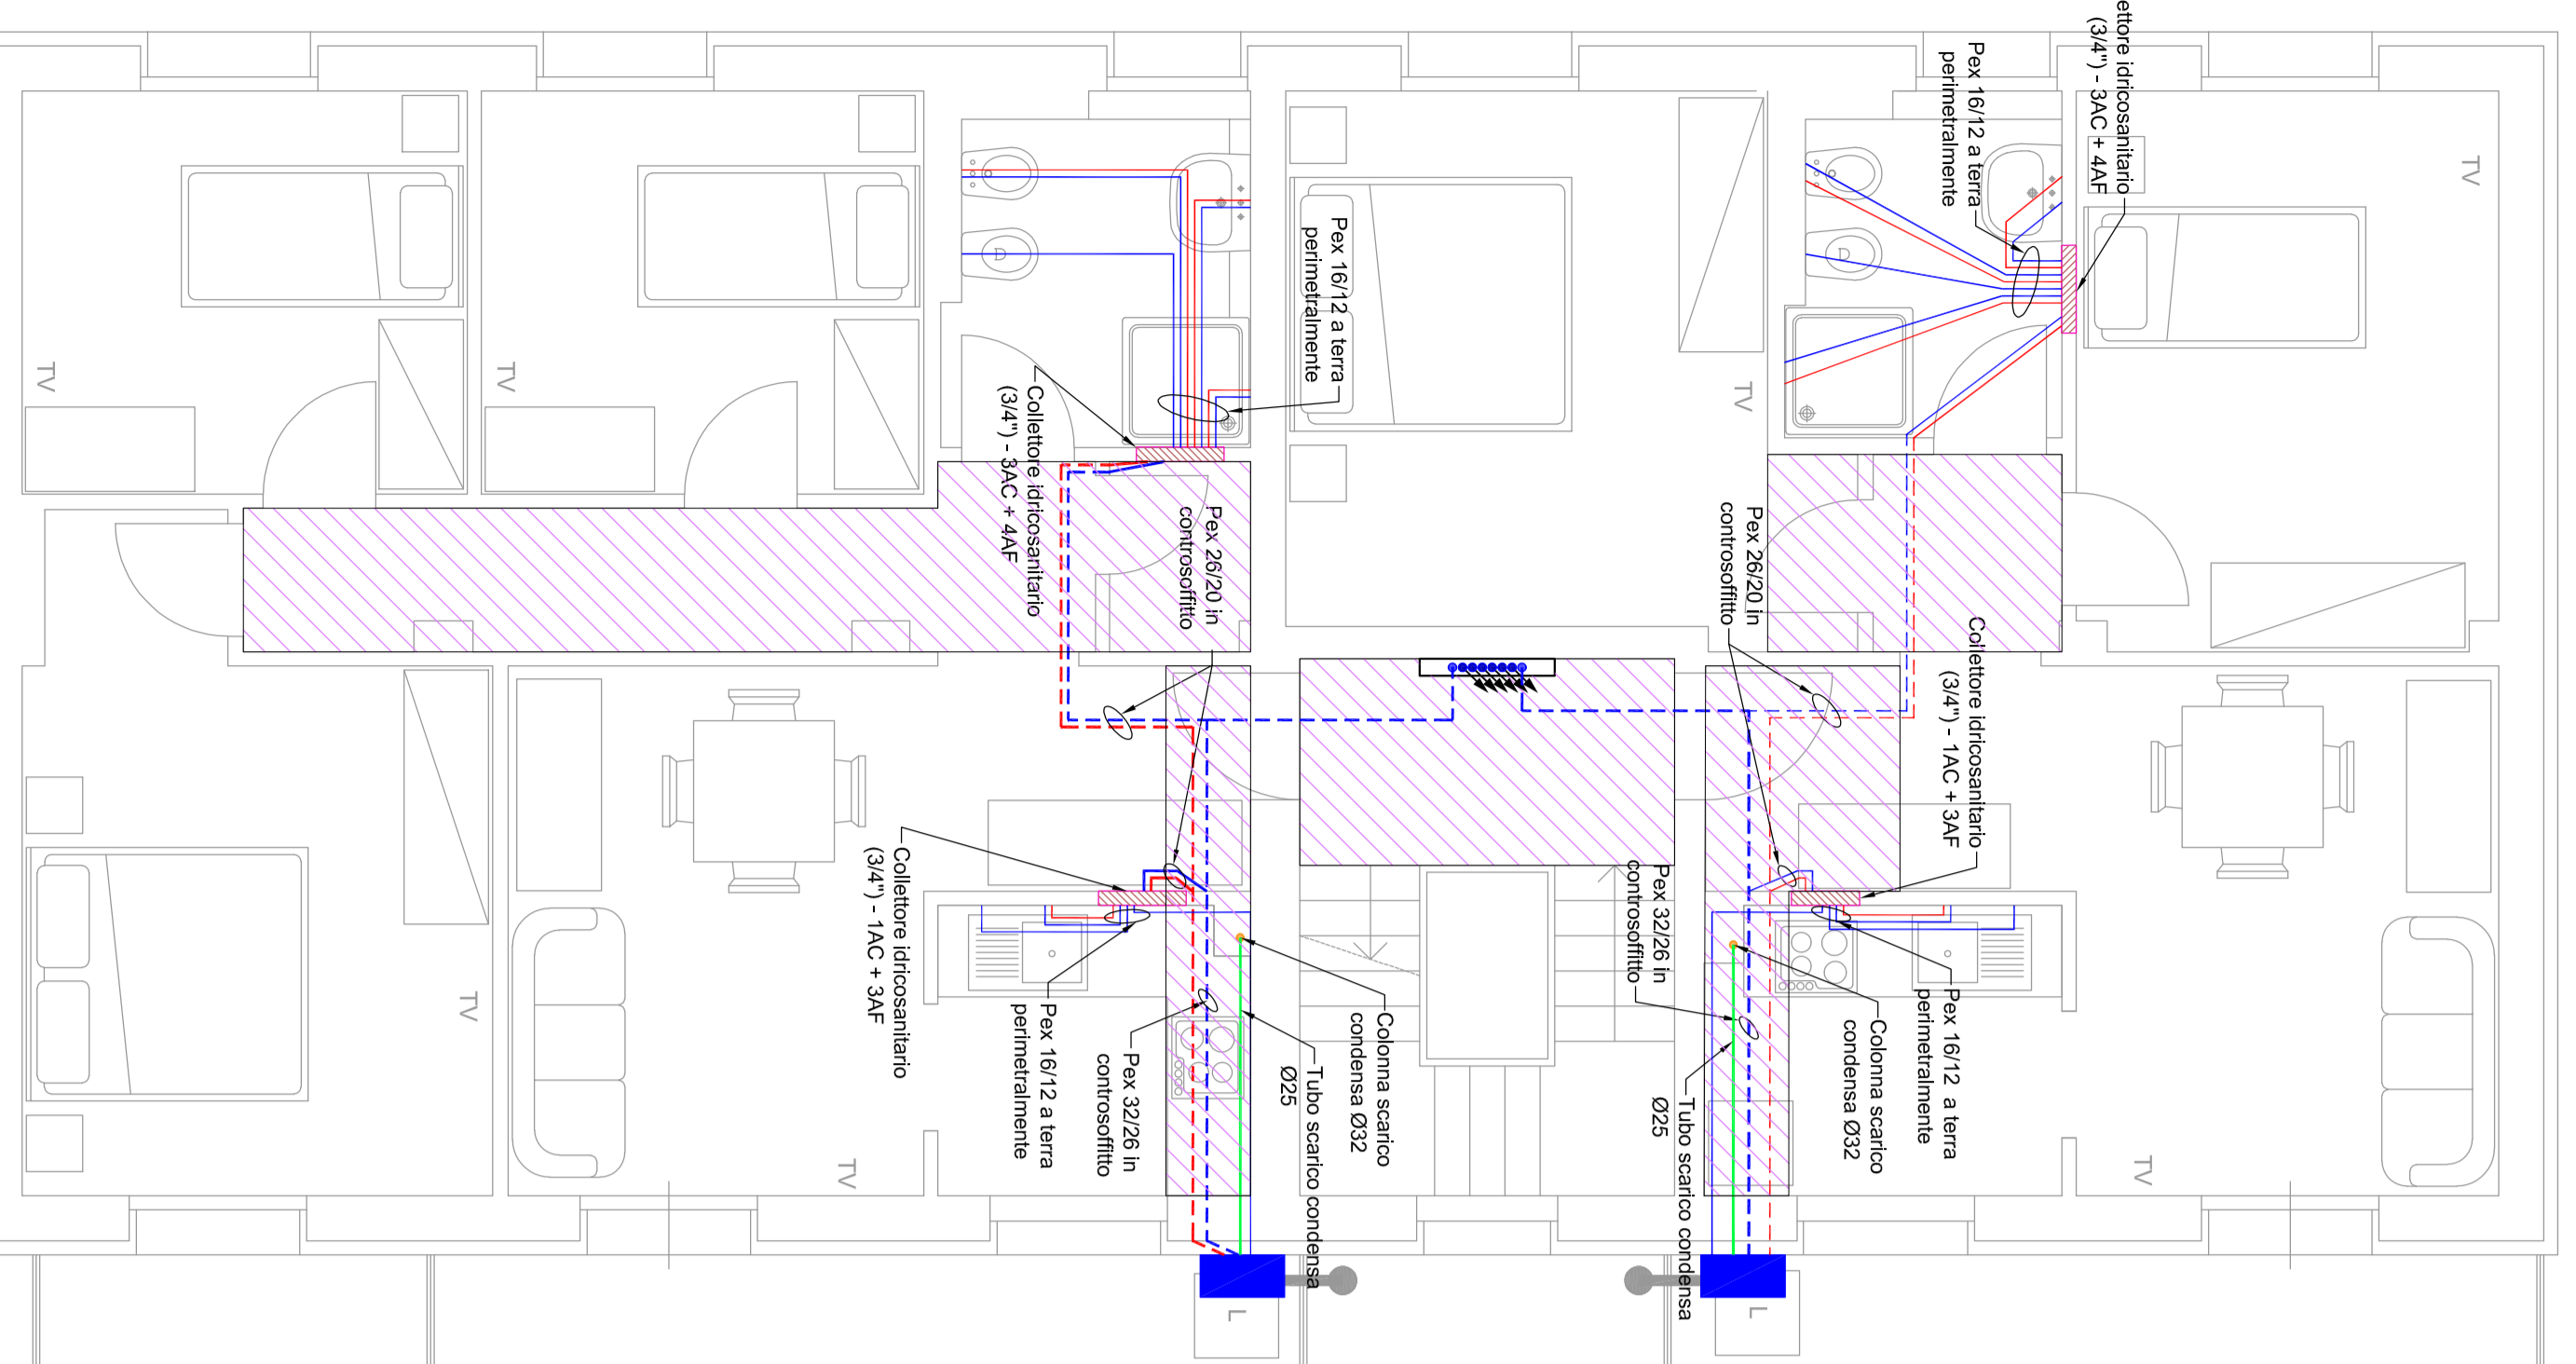 ettore idricosanitario
(3/4") - 3AC + 4AF
Pex 16/12 a terra
perimetralmente
TV
Pex 16/12 a terra
perimetralmente
TV
TV
TV
Collettore idricosanitario
(3/4") - 3AC + 4AF
Pex 26/20 in
controsoffitto
Pex 26/20 in
controsoffitto
Collettore idricosanitario
(3/4") - 1AC + 3AF
Collettore idricosanitario
(3/4") - 1AC + 3AF
Pex 32/26 in
controsoffitto
Pex 16/12 a terra
perimetralmente
Colonna scarico
condensa Ø32
Colonna scarico
condensa Ø32
Pex 16/12 a terra
perimetralmente
Pex 32/26 in
controsoffitto
Tubo scarico condensa
Ø25
Tubo scarico condensa
Ø25
TV
TV
TV
L
L